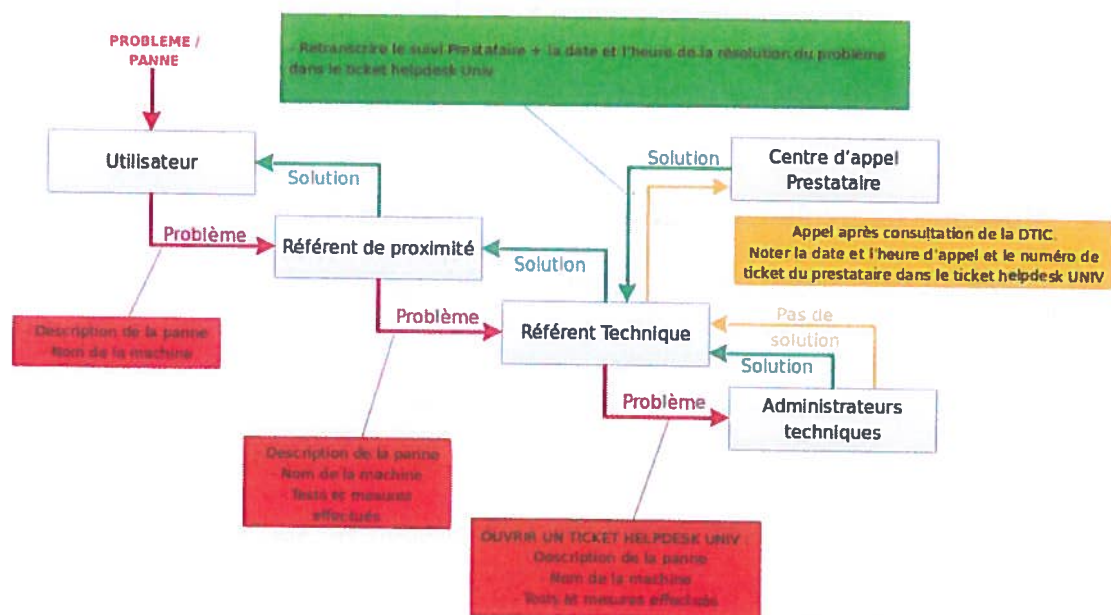 PROBLEME /
PANNE
- Retranscrire le suivi Prestataire + la date et l'heure de la résolution du problème
dans le ticket helpdesk Univ
Utilisateur
Solution
Solution
Centre d'appel
Prestataire
Problème
Référent de proximité
Solution
Appel après consultation de la DTIC.
Noter la date et l'heure d'appel et le numéro de
ticket du prestataire dans le ticket helpdesk UNIV
- Description de la panne
- Nom de la machine
Problème
Référent Technique
Pas de
solution
Solution
Problème
Administrateurs
techniques
- Description de la panne
- Nom de la machine
- Tests et mesures
effectués
OUVRIR UN TICKET HELPDESK UNIV
- Description de la panne
- Nom de la machine
- Tests et mesures effectués